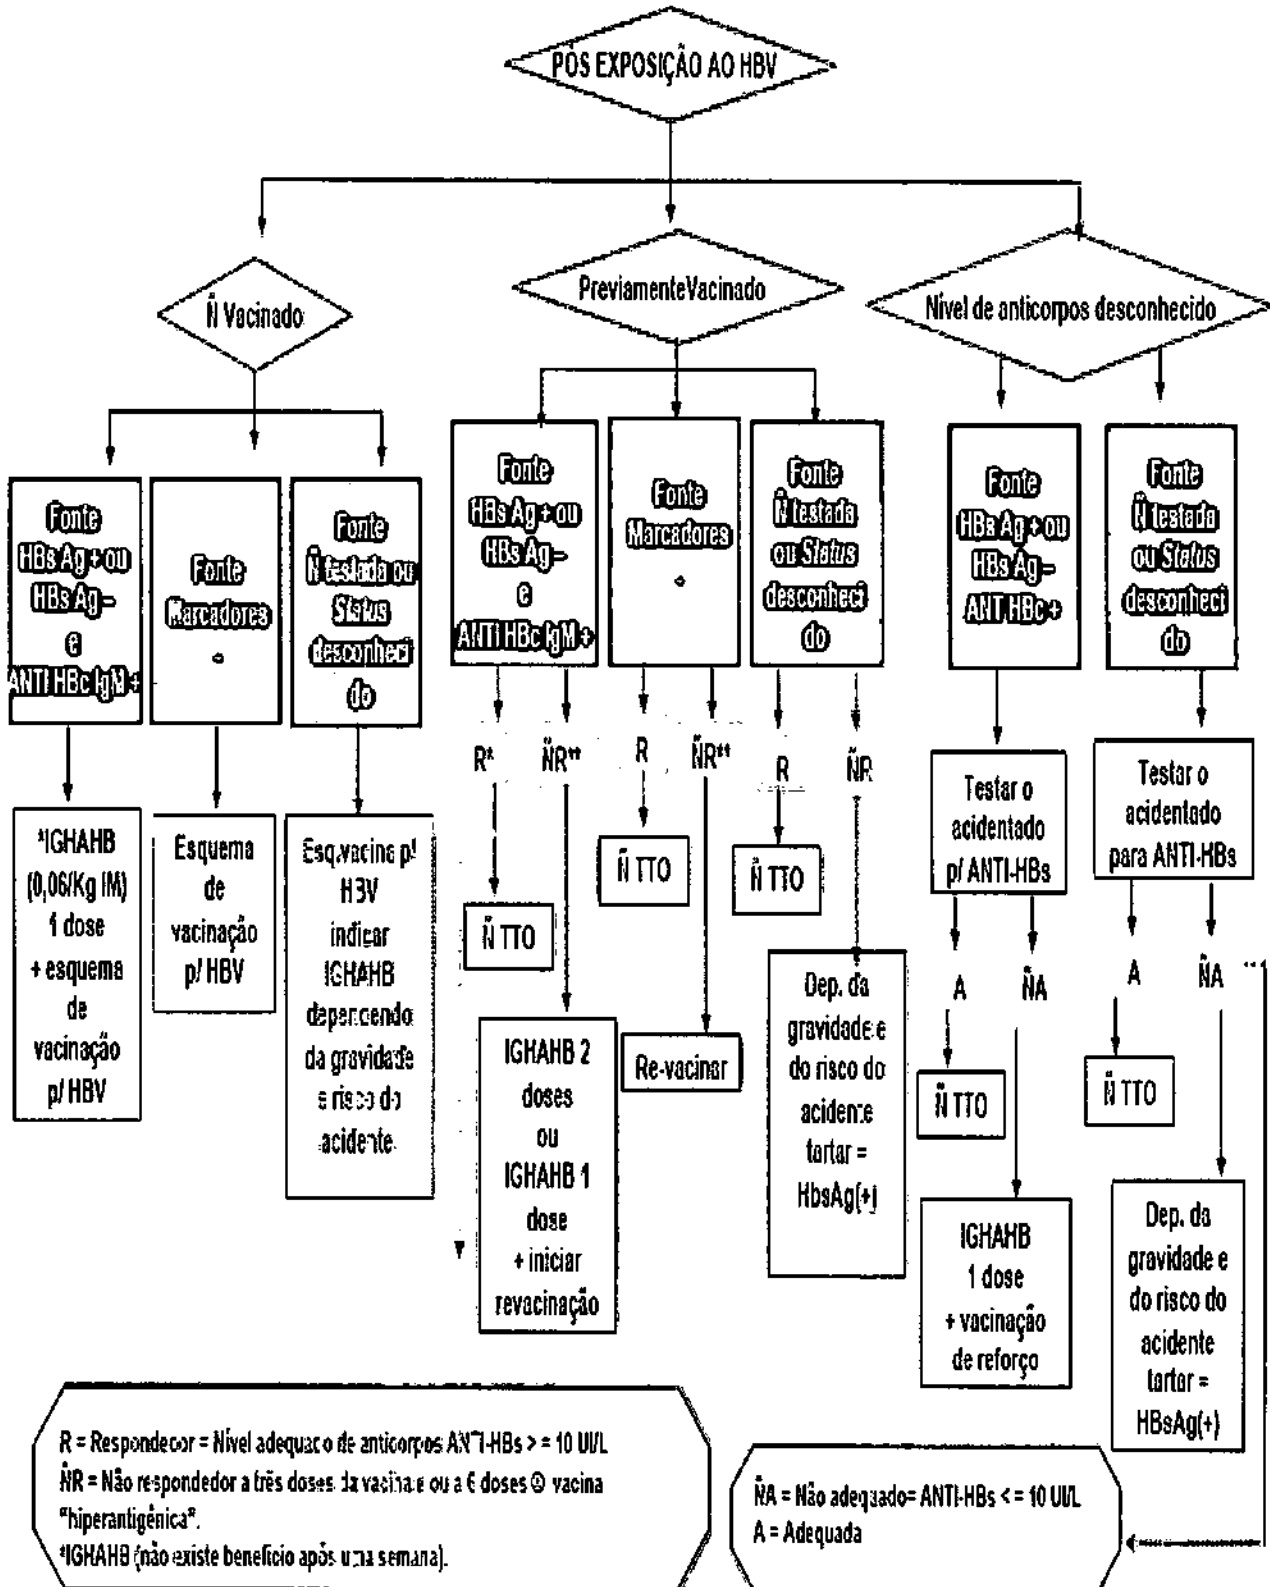 PÓS EXPOSIÇÃO AO HBV
Ñ Vacinado
PreviamenteVacinado
Nível de anticorpos desconhecido
Fonte
HBs Ag + ou
HBs Ag –
e
ANTI HBc IgM +
Fonte
Marcadores
Fonte
Ñ testada ou
Status
desconheci
do
Fonte
HBs Ag + ou
HBs Ag –
e
ANTI HBc IgM +
Fonte
Marcadores
Fonte
Ñ testada
ou Status
desconheci
do
Fonte
HBs Ag + ou
HBs Ag –
ANT HBc +
Fonte
Ñ testada
ou Status
desconheci
do
R*
ÑR**
R
ÑR**
R
ÑR
*IGHAHB
(0,06/Kg IM)
1 dose
+ esquema
de
vacinação
p/ HBV
Esquema
de
vacinação
p/ HBV
Esq.vacina p/
HBV
indicar
IGHAHB
dependendo
da gravidade
e risco do
acidente.
Ñ TTO
IGHAHB 2
doses
ou
IGHAHB 1
dose
+ iniciar
revacinação
Ñ TTO
Re-vacinar
Ñ TTO
Dep. da
gravidade e
do risco do
acidente
tartar =
HbsAg(+)
Testar o
acidentado
p/ ANTI-HBs
A
ÑA
Ñ TTO
IGHAHB
1 dose
+ vacinação
de reforço
Testar o
acidentado
para ANTI-HBs
A
ÑA
Ñ TTO
Dep. da
gravidade e
do risco do
acidente
tartar =
HBsAg(+)
R = Respondedor = Nível adequado de anticorpos ANTI-HBs > = 10 UI/L
ÑR = Não respondedor a três doses da vacina e ou a 6 doses vacina
"hiperantigênica".
*IGHAHB (não existe benefício após uma semana).
ÑA = Não adequado= ANTI-HBs < = 10 UI/L
A = Adequada